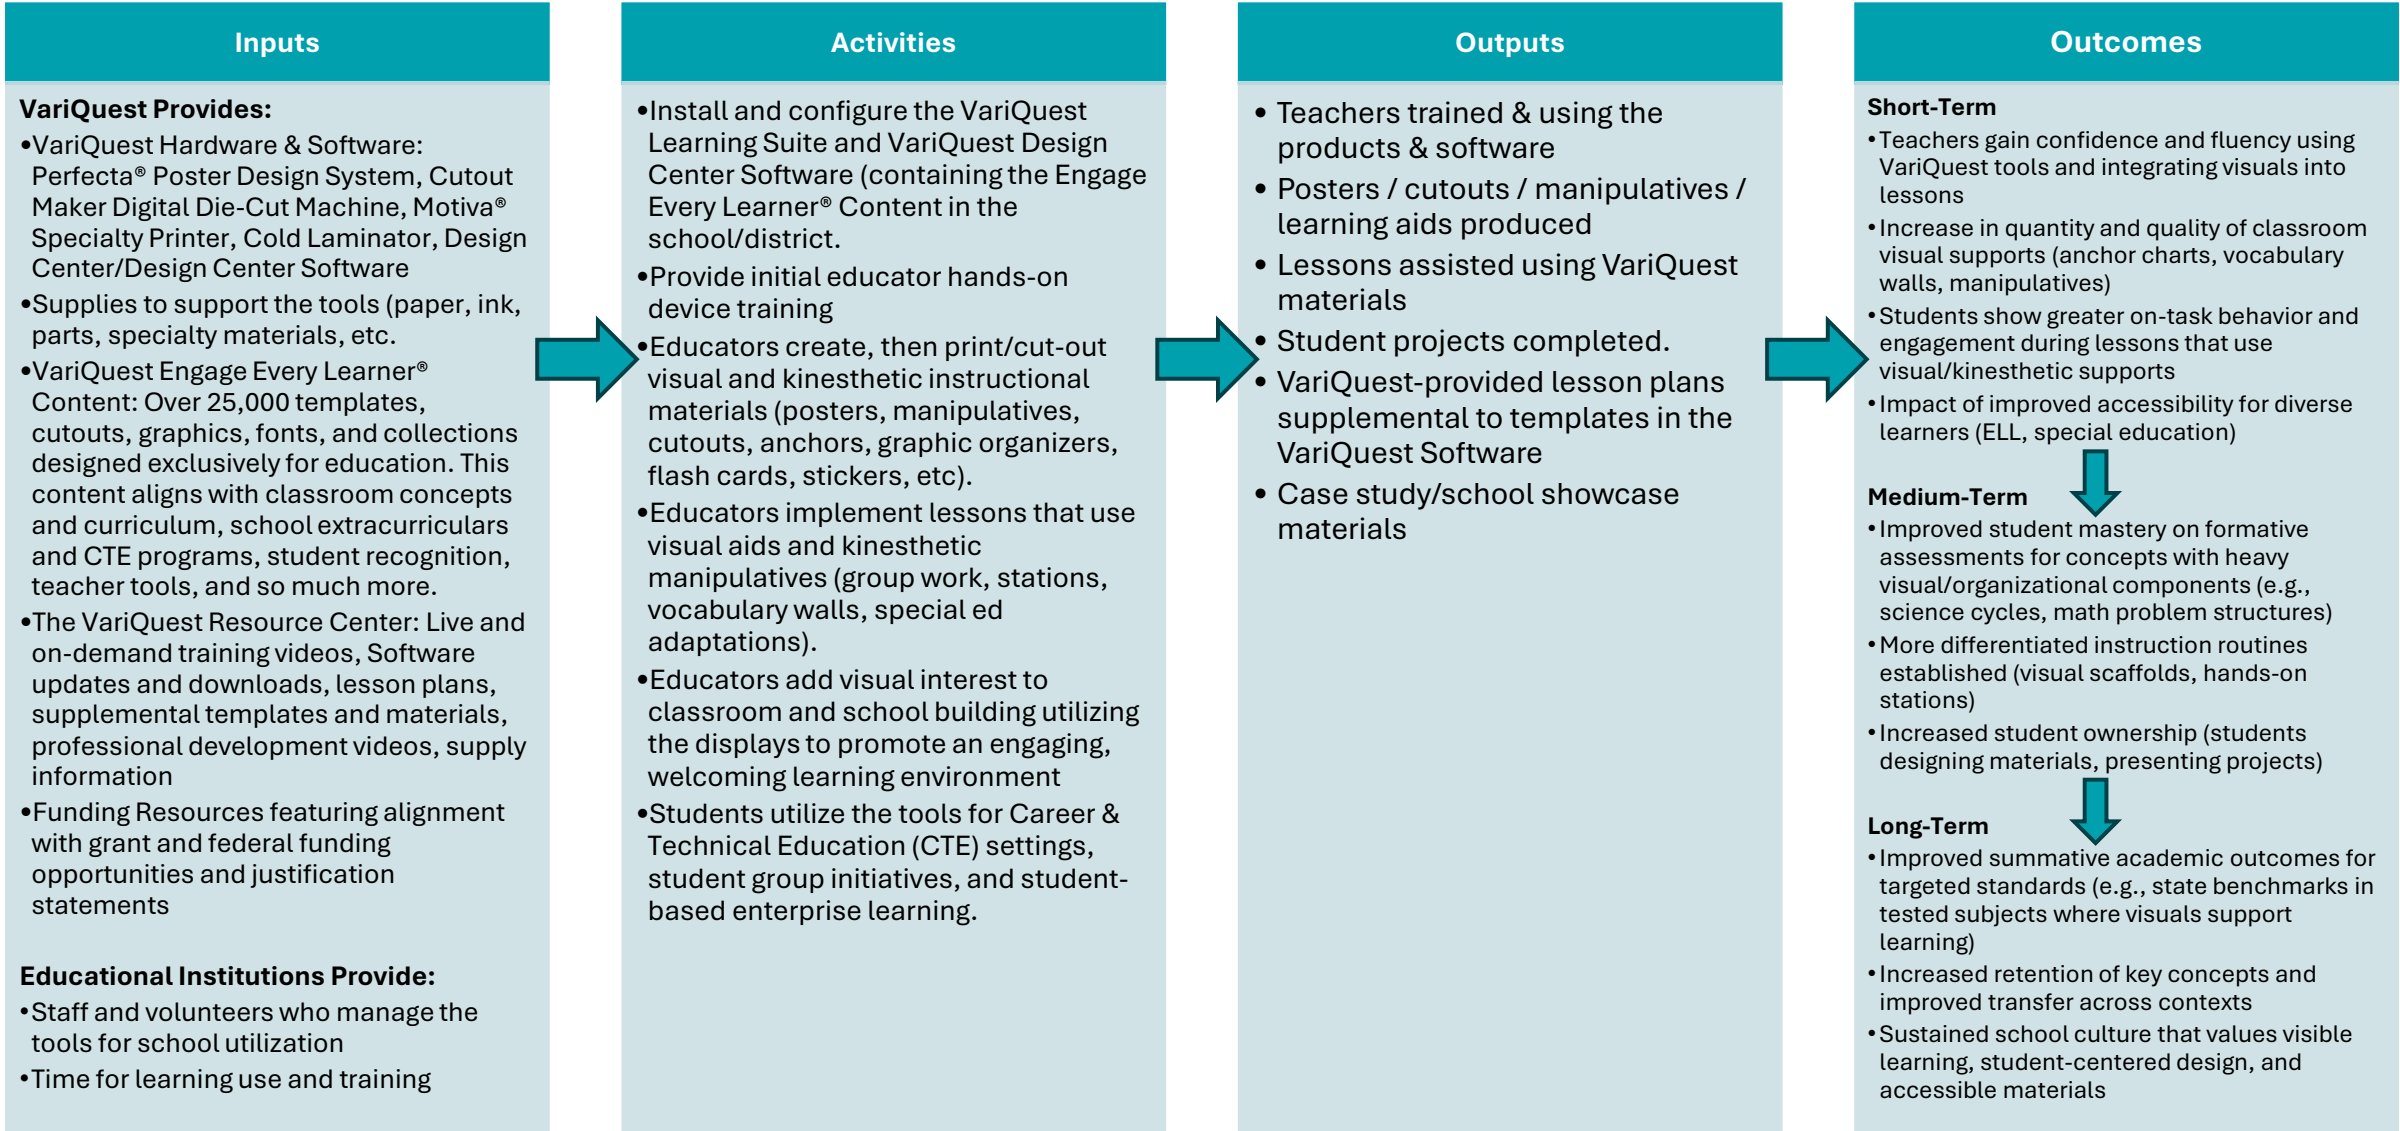 Inputs
VariQuest Provides:
•VariQuest Hardware & Software:
Perfecta® Poster Design System, Cutout
Maker Digital Die-Cut Machine, Motiva®
Specialty Printer, Cold Laminator, Design
Center/Design Center Software
•Supplies to support the tools (paper, ink,
parts, specialty materials, etc.
•VariQuest Engage Every Learner®
Content: Over 25,000 templates,
cutouts, graphics, fonts, and collections
designed exclusively for education. This
content aligns with classroom concepts
and curriculum, school extracurriculars
and CTE programs, student recognition,
teacher tools, and so much more.
•The VariQuest Resource Center: Live and
on-demand training videos, Software
updates and downloads, lesson plans,
supplemental templates and materials,
professional development videos, supply
information
•Funding Resources featuring alignment
with grant and federal funding
opportunities and justification
statements
Educational Institutions Provide:
•Staff and volunteers who manage the
tools for school utilization
•Time for learning use and training
Activities
•Install and configure the VariQuest
Learning Suite and VariQuest Design
Center Software (containing the Engage
Every Learner® Content in the
school/district.
•Provide initial educator hands-on
device training
•Educators create, then print/cut-out
visual and kinesthetic instructional
materials (posters, manipulatives,
cutouts, anchors, graphic organizers,
flash cards, stickers, etc).
•Educators implement lessons that use
visual aids and kinesthetic
manipulatives (group work, stations,
vocabulary walls, special ed
adaptations).
•Educators add visual interest to
classroom and school building utilizing
the displays to promote an engaging,
welcoming learning environment
•Students utilize the tools for Career &
Technical Education (CTE) settings,
student group initiatives, and student-
based enterprise learning.
Outputs
• Teachers trained & using the
products & software
• Posters / cutouts / manipulatives /
learning aids produced
• Lessons assisted using VariQuest
materials
• Student projects completed.
• VariQuest-provided lesson plans
supplemental to templates in the
VariQuest Software
• Case study/school showcase
materials
Outcomes
Short-Term
•Teachers gain confidence and fluency using
VariQuest tools and integrating visuals into
lessons
•Increase in quantity and quality of classroom
visual supports (anchor charts, vocabulary
walls, manipulatives)
•Students show greater on-task behavior and
engagement during lessons that use
visual/kinesthetic supports
•Impact of improved accessibility for diverse
learners (ELL, special education)
Medium-Term
•Improved student mastery on formative
assessments for concepts with heavy
visual/organizational components (e.g.,
science cycles, math problem structures)
•More differentiated instruction routines
established (visual scaffolds, hands-on
stations)
•Increased student ownership (students
designing materials, presenting projects)
Long-Term
•Improved summative academic outcomes for
targeted standards (e.g., state benchmarks in
tested subjects where visuals support
learning)
•Increased retention of key concepts and
improved transfer across contexts
•Sustained school culture that values visible
learning, student-centered design, and
accessible materials